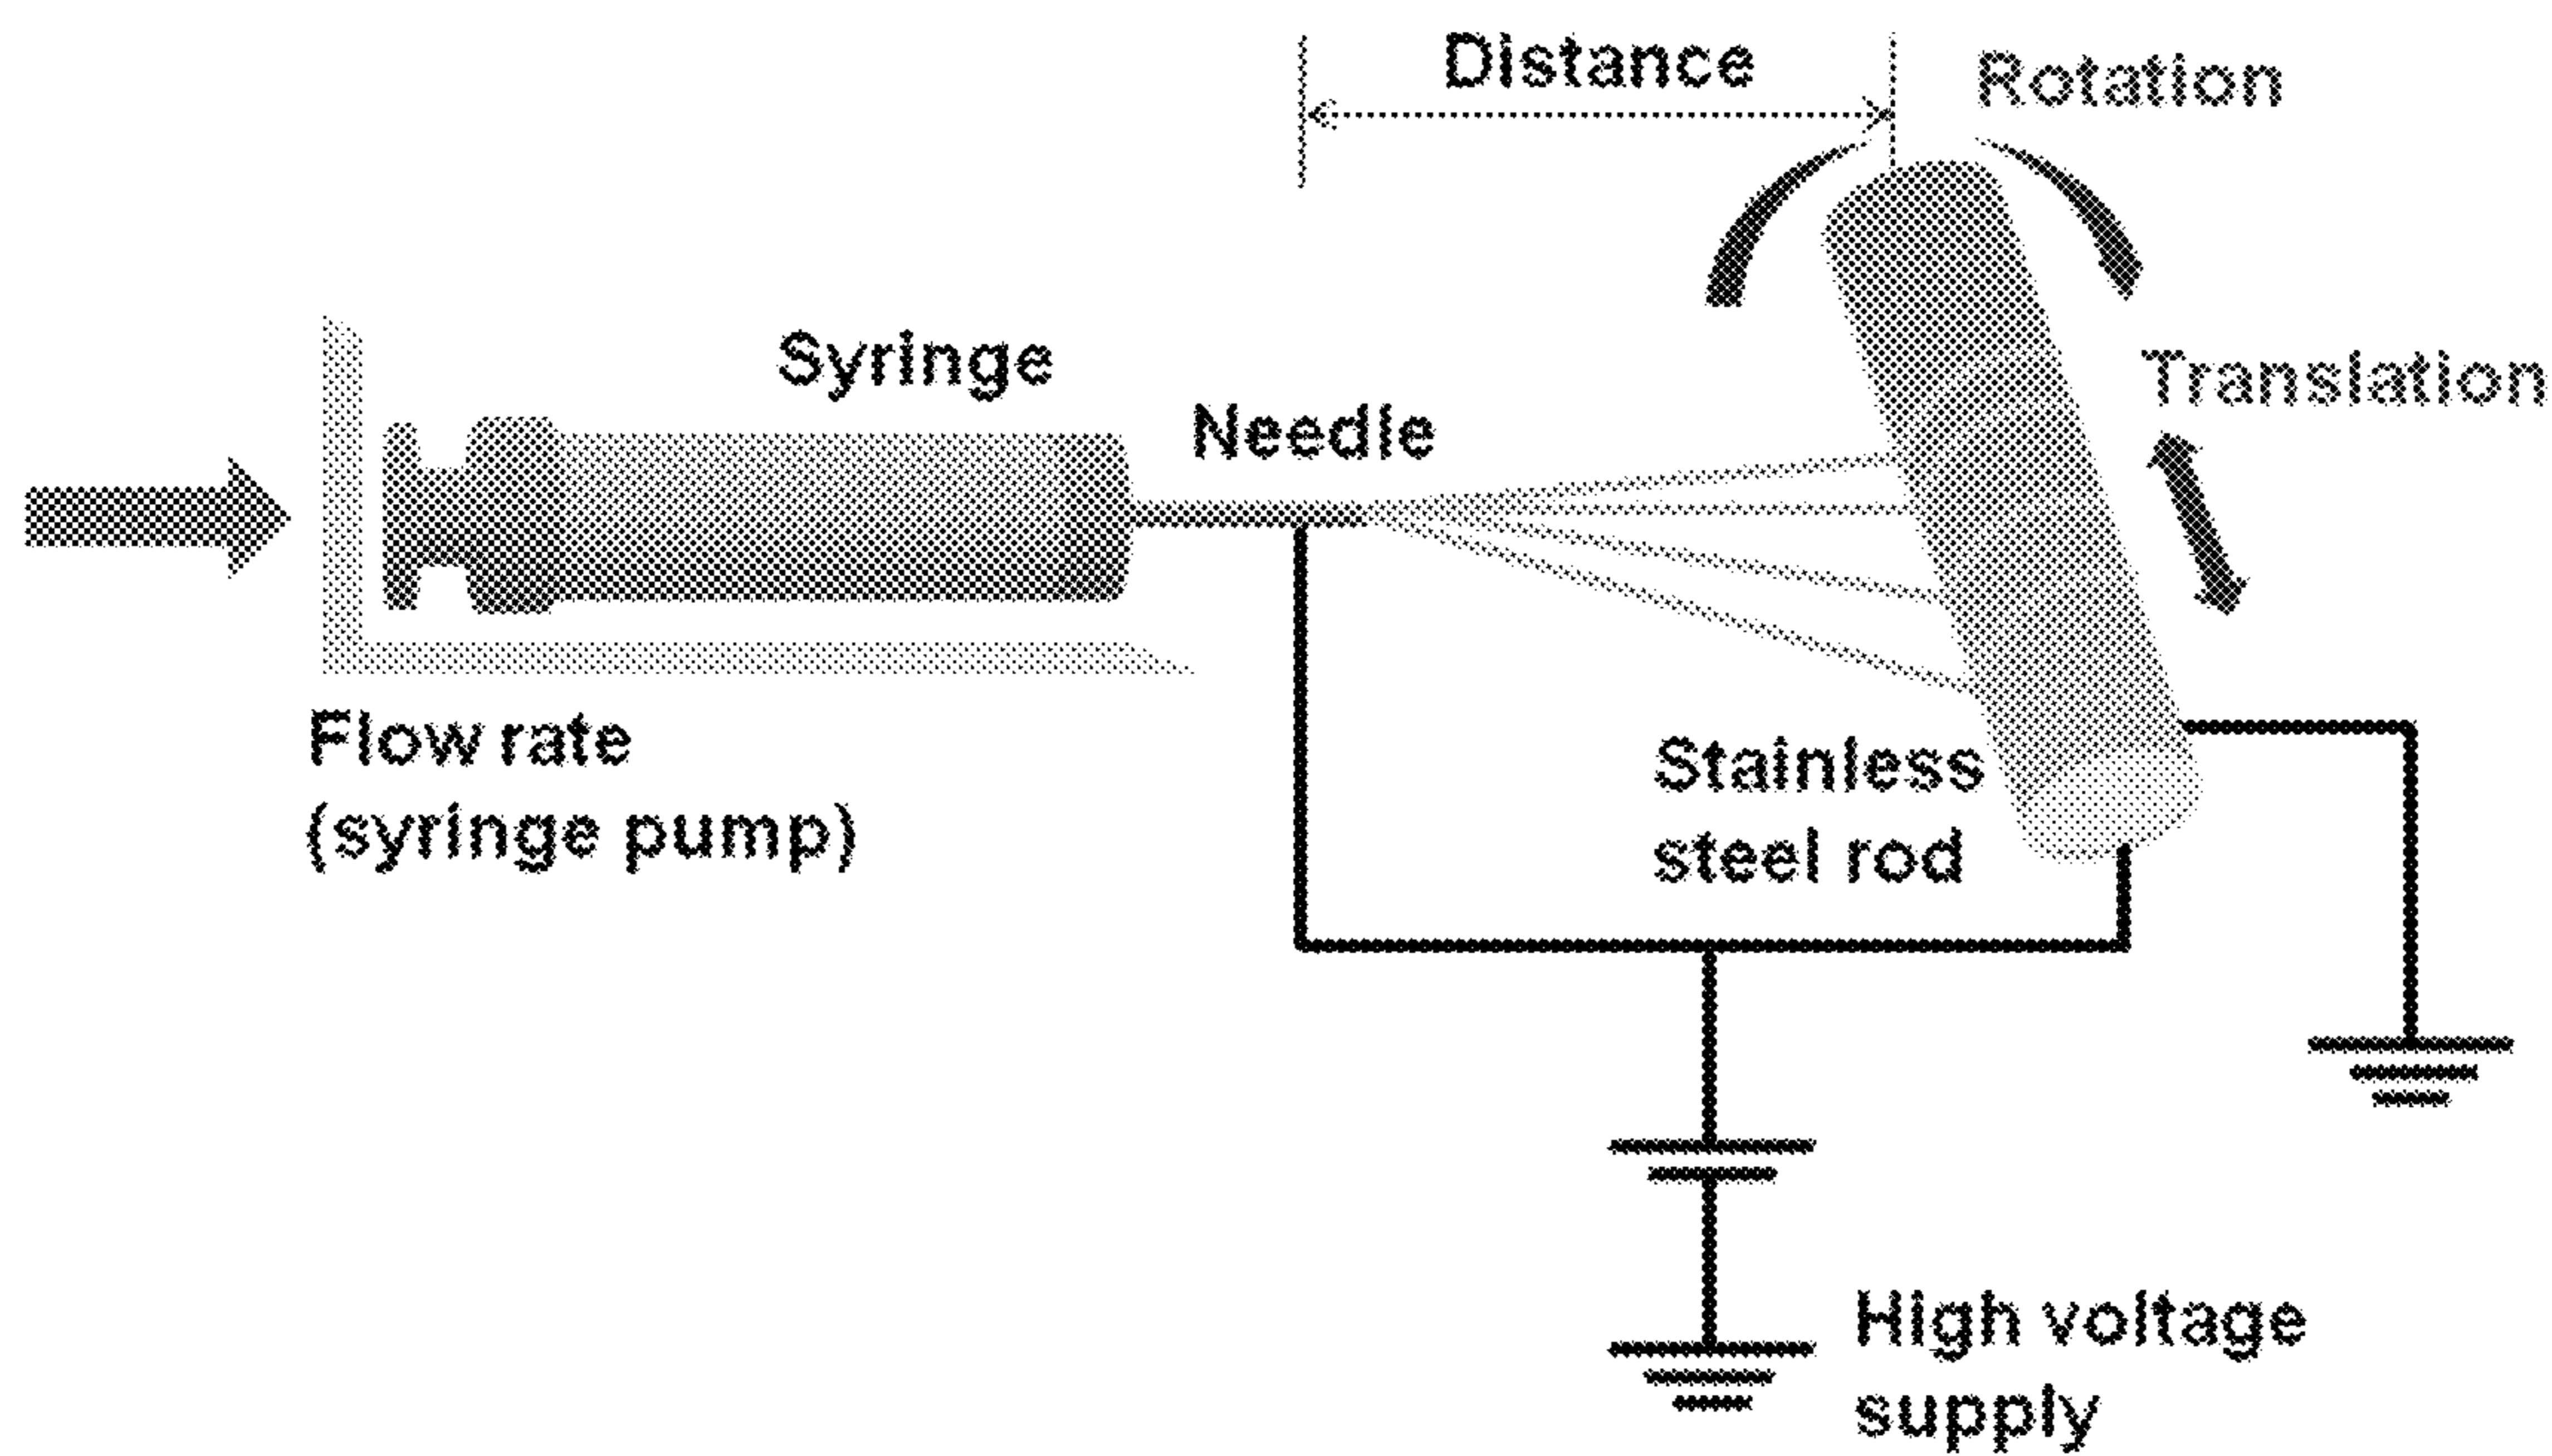 Distance
Rotation
Syringe
Needle
Translation
Flow rate
(syringe pump)
Stainless
steel rod
High voltage
supply